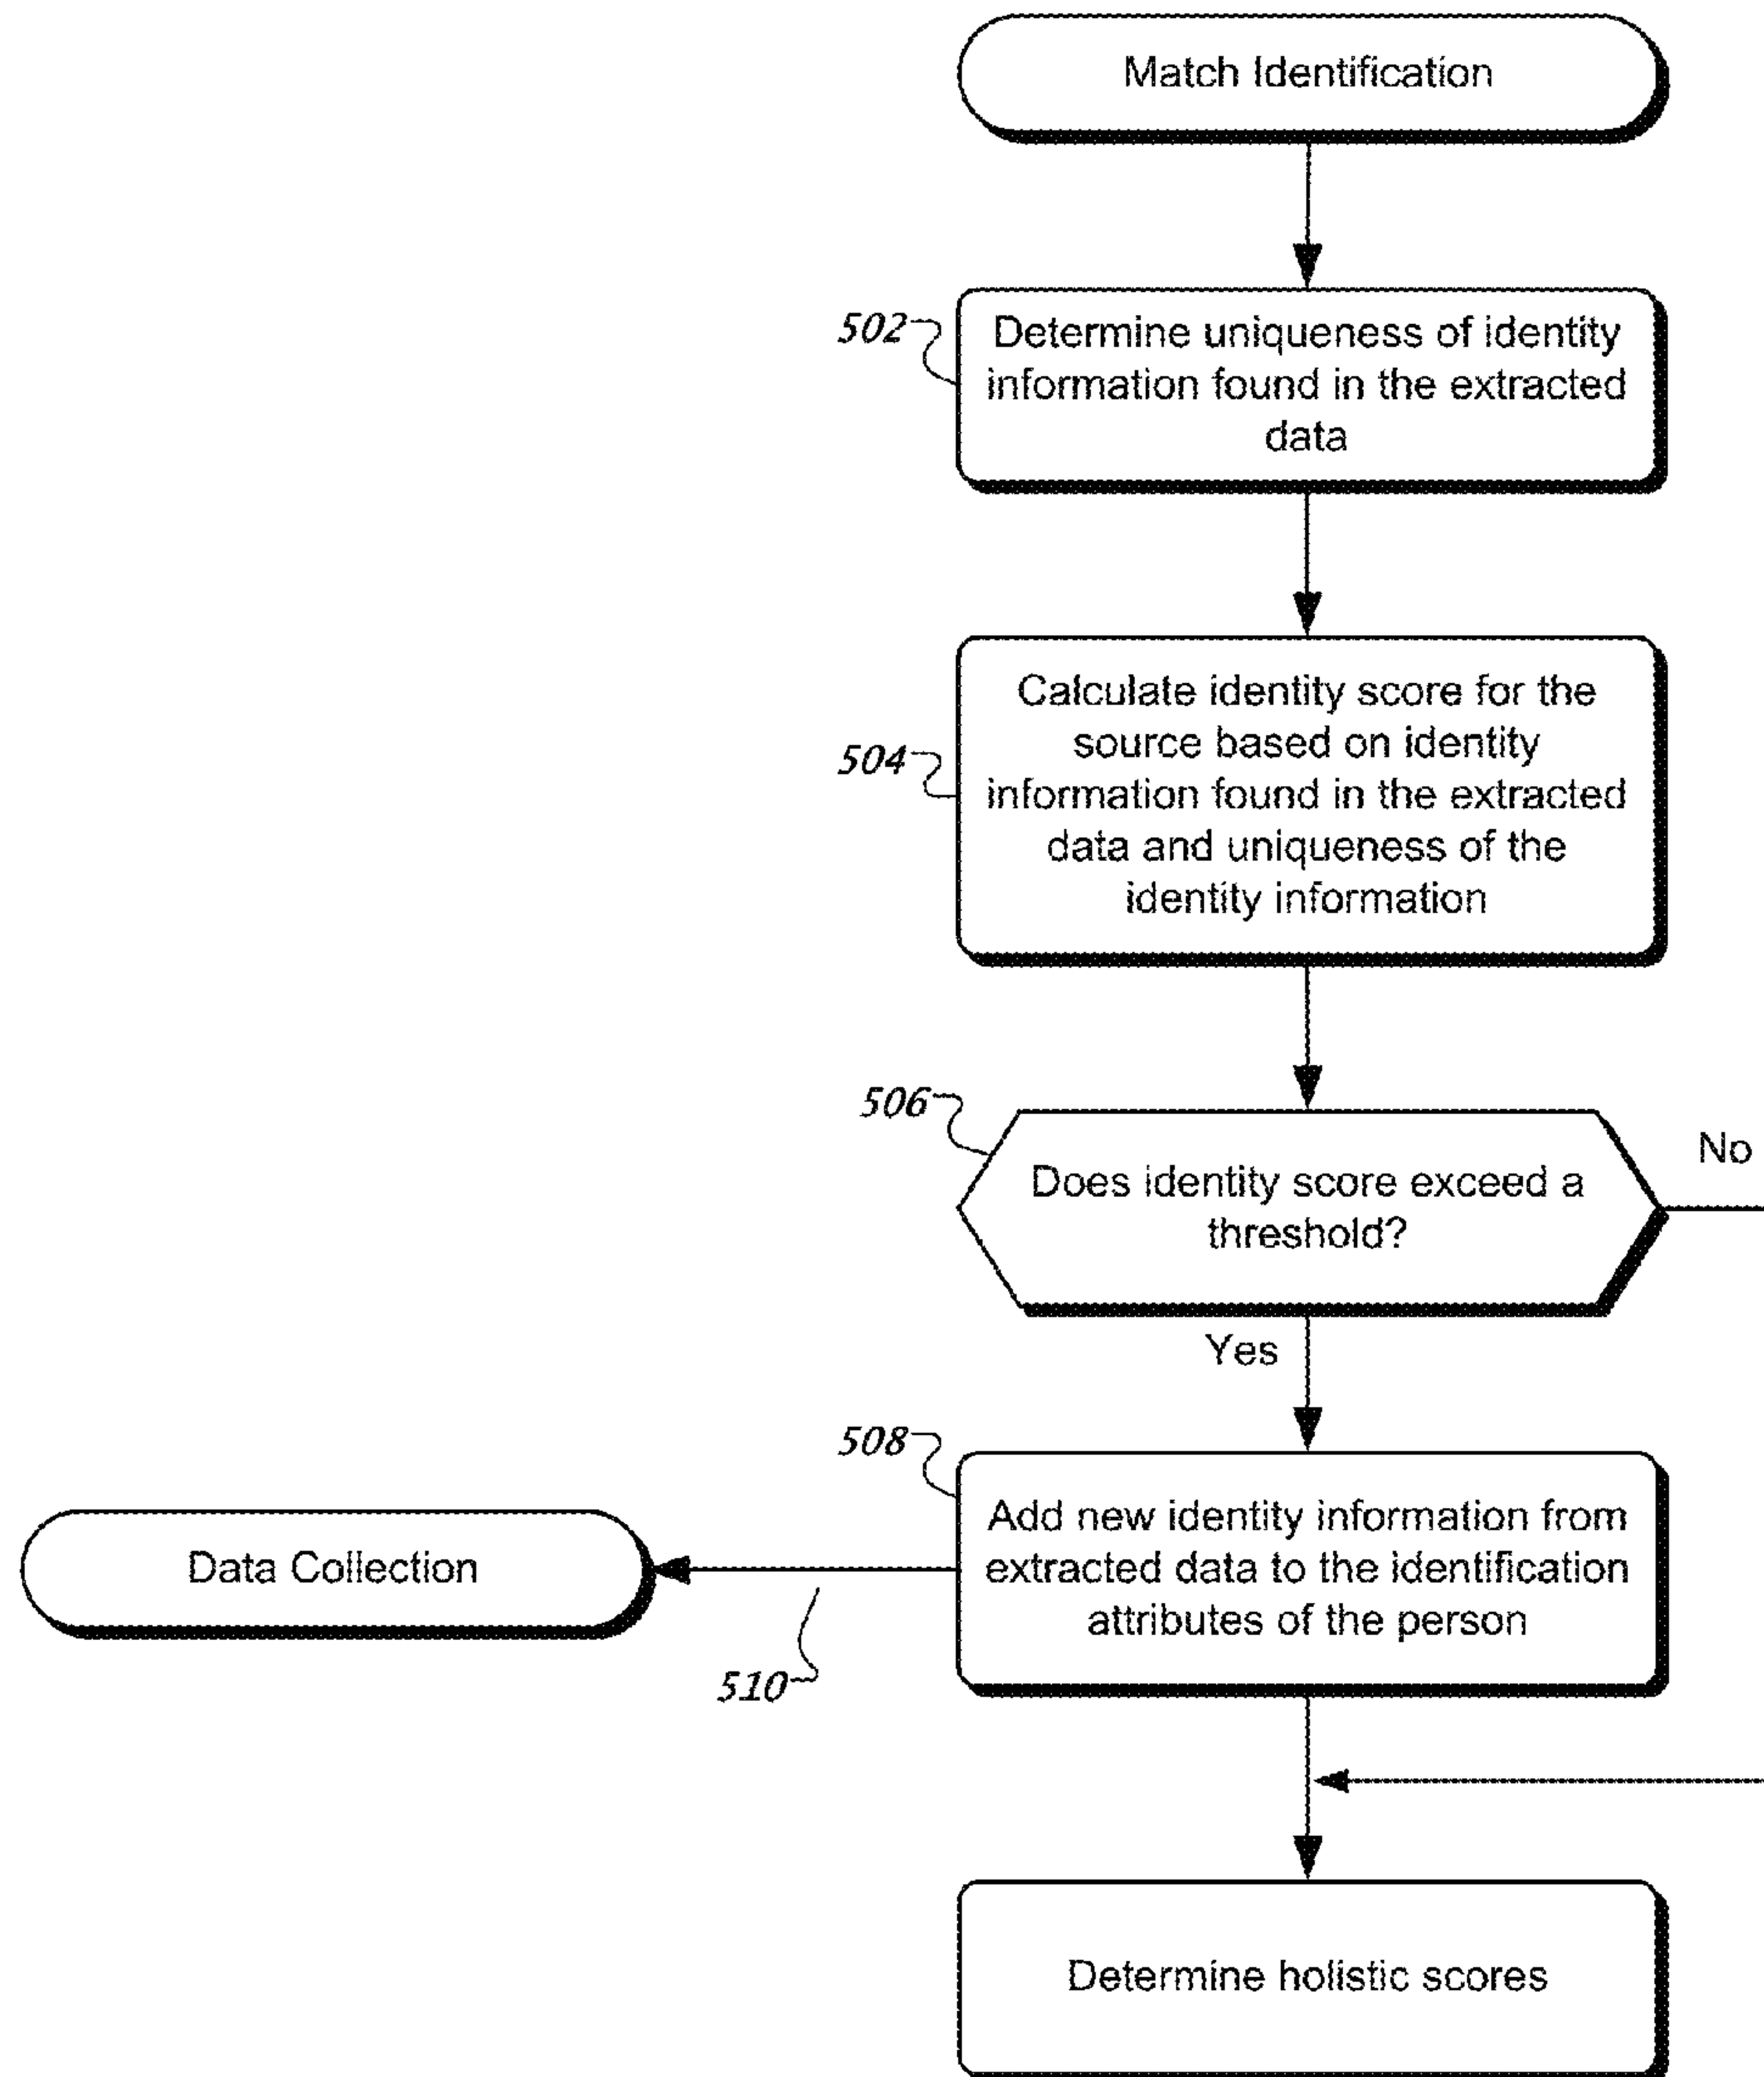 Match Identification
502
Determine uniqueness of identity
information found in the extracted
data
504
Calculate identity score for the
source based on identity
information found in the extracted
data and uniqueness of the
identity information
506
Does identity score exceed a
threshold?
No
Yes
508
Add new identity information from
extracted data to the identification
attributes of the person
Data Collection
510
Determine holistic scores